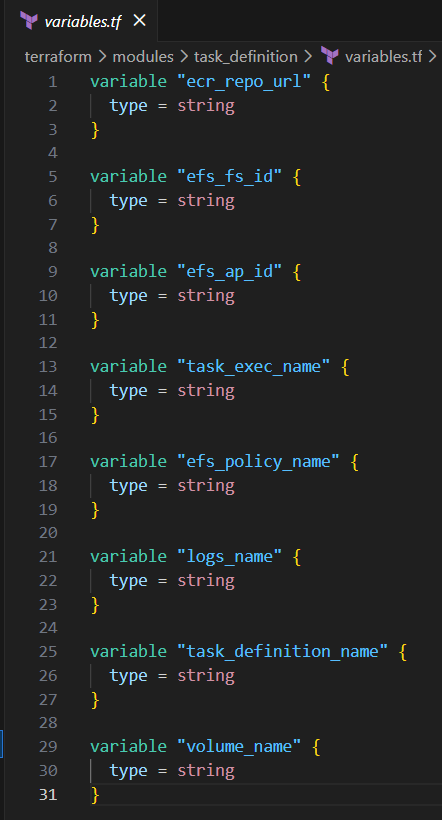 variables.tf ×
terraform > modules > task_definition > variables.tf >
1 variable "ecr_repo_url" {
2   type = string
3 }
4
5 variable "efs_fs_id" {
6   type = string
7 }
8
9 variable "efs_ap_id" {
10   type = string
11 }
12
13 variable "task_exec_name" {
14   type = string
15 }
16
17 variable "efs_policy_name" {
18   type = string
19 }
20
21 variable "logs_name" {
22   type = string
23 }
24
25 variable "task_definition_name" {
26   type = string
27 }
28
29 variable "volume_name" {
30   type = string
31 }